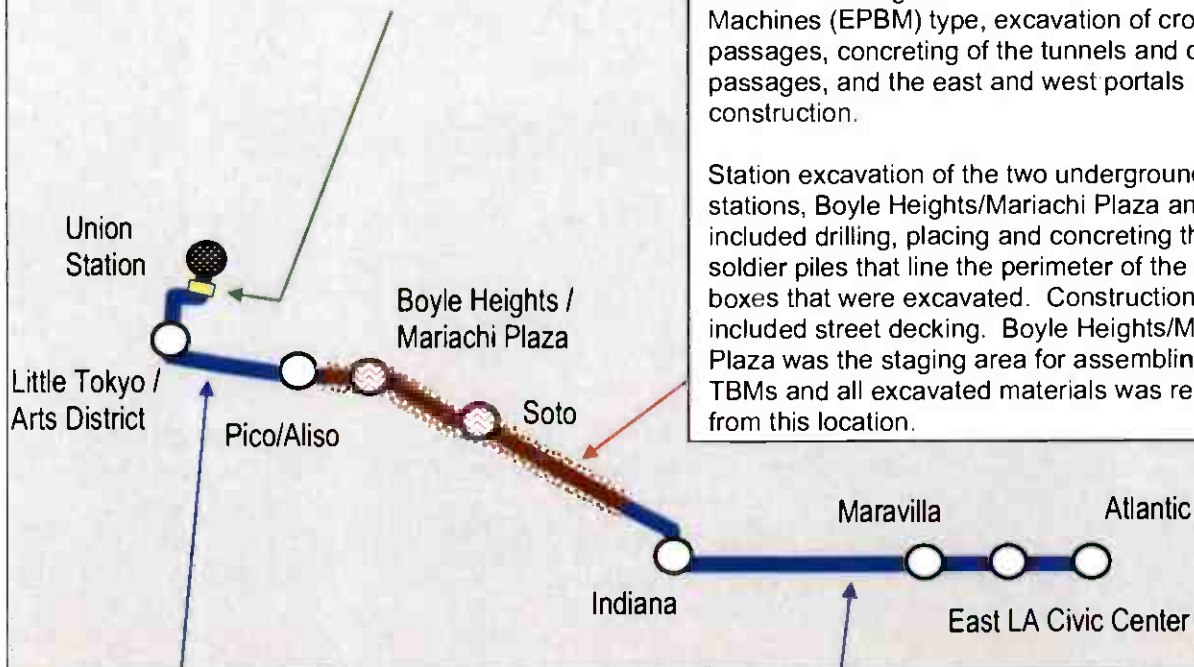 Machines (EPBM) type, excavation of cro
passages, concreting of the tunnels and c
passages, and the east and west portals
construction.
Station excavation of the two underground
stations, Boyle Heights/Mariachi Plaza an
included drilling, placing and concreting th
soldier piles that line the perimeter of the
boxes that were excavated. Construction
included street decking. Boyle Heights/M
Plaza was the staging area for assemblin
TBMs and all excavated materials was re
from this location.
Union
Station
Boyle Heights /
Mariachi Plaza
Little Tokyo /
Arts District
Pico/Aliso
Soto
Indiana
Maravilla
Atlantic
East LA Civic Center